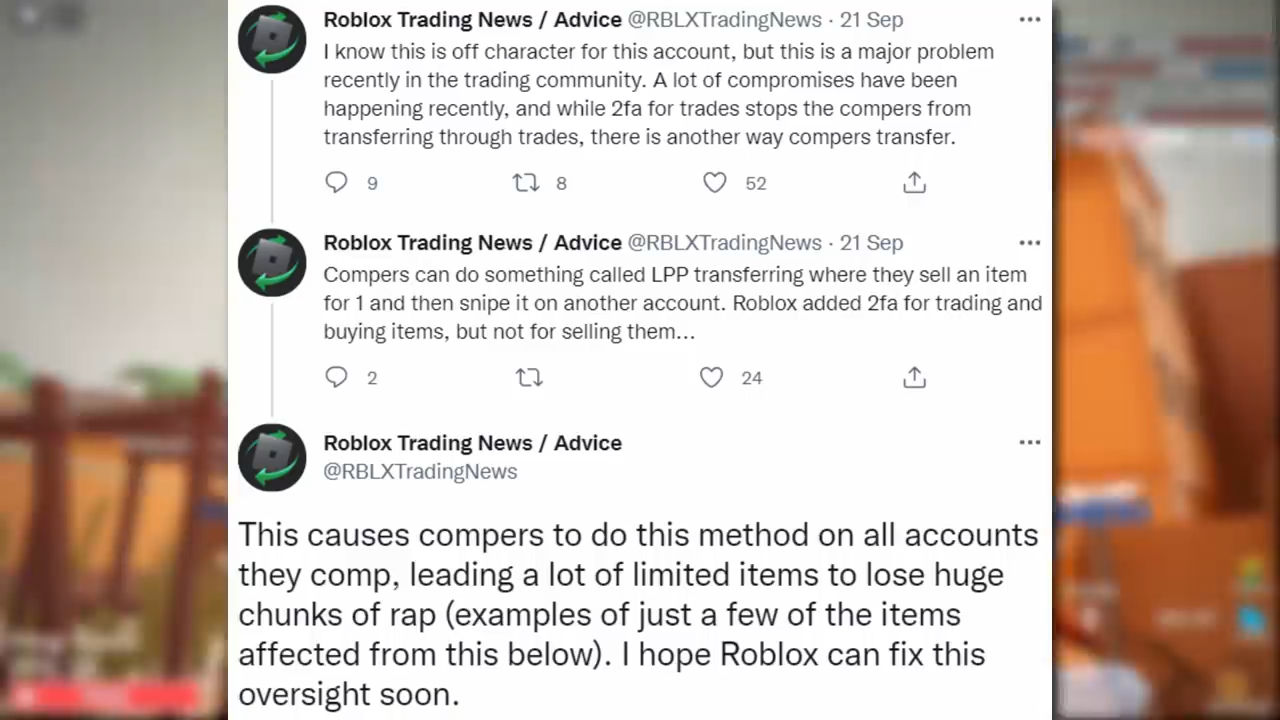 Roblox Trading News / Advice @RBLXTradingNews · 21 Sep
I know this is off character for this account, but this is a major problem
recently in the trading community. A lot of compromises have been
happening recently, and while 2fa for trades stops the compers from
transferring through trades, there is another way compers transfer.
9 8 52
Roblox Trading News / Advice @RBLXTradingNews · 21 Sep
Compers can do something called LPP transferring where they sell an item
for 1 and then snipe it on another account. Roblox added 2fa for trading and
buying items, but not for selling them...
2 24
Roblox Trading News / Advice
@RBLXTradingNews
This causes compers to do this method on all accounts
they comp, leading a lot of limited items to lose huge
chunks of rap (examples of just a few of the items
affected from this below). I hope Roblox can fix this
oversight soon.